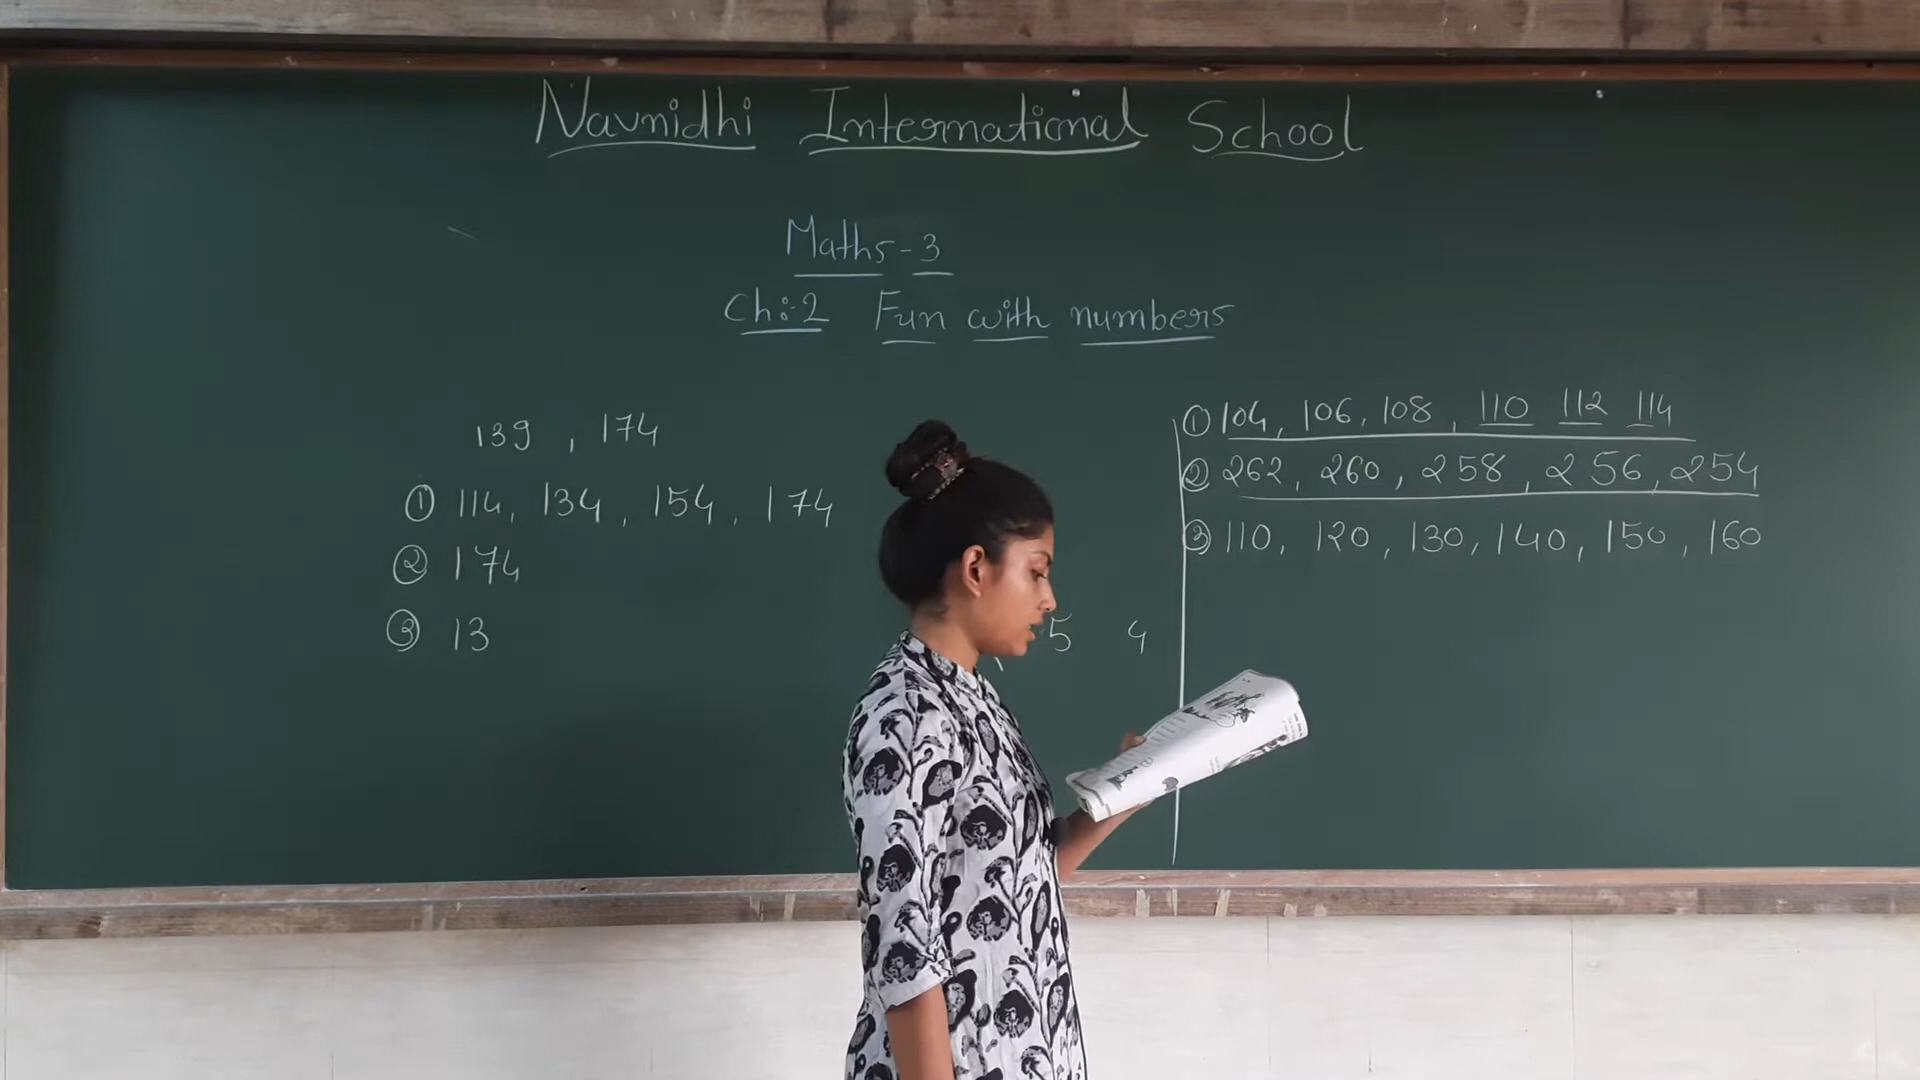 Navnidhi International School
Maths-3
Ch:-2 Fun with numbers
139 , 174
① 114, 134, 154, 174
② 174
③ 13
5 4
① 104, 106, 108, 110 112 114
② 262, 260, 258, 256, 254
③ 110, 120, 130, 140, 150, 160